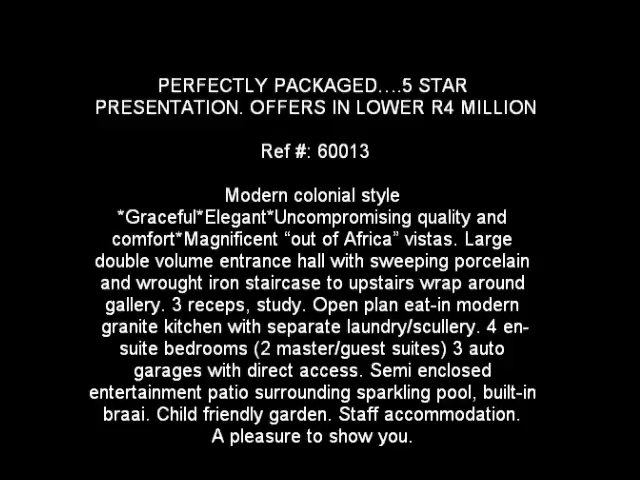 PERFECTLY PACKAGED....5 STAR
PRESENTATION. OFFERS IN LOWER R4 MILLION
Ref #: 60013
Modern colonial style
*Graceful*Elegant*Uncompromising quality and
comfort*Magnificent “out of Africa” vistas. Large
double volume entrance hall with sweeping porcelain
and wrought iron staircase to upstairs wrap around
gallery. 3 receps, study. Open plan eat-in modern
granite kitchen with separate laundry/scullery. 4 en-
suite bedrooms (2 master/guest suites) 3 auto
garages with direct access. Semi enclosed
entertainment patio surrounding sparkling pool, built-in
braai. Child friendly garden. Staff accommodation.
A pleasure to show you.